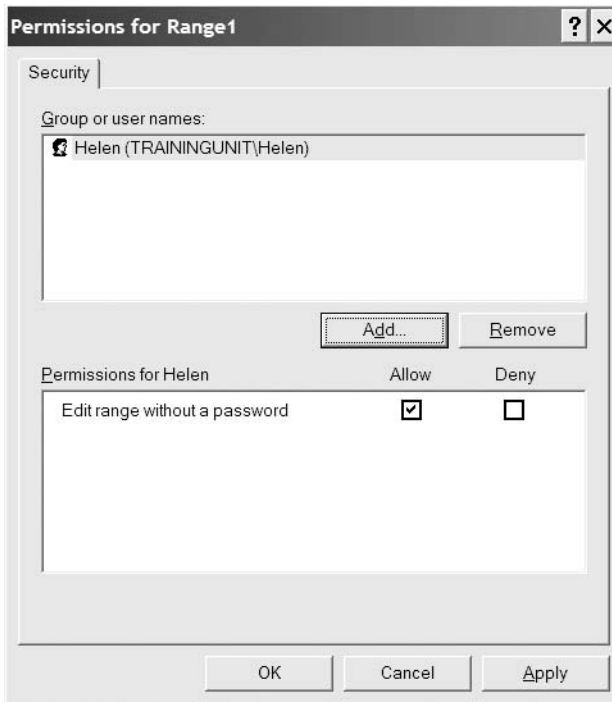 Permissions for Range1
Security
Group or user names:
Helen (TRAININGUNIT\Helen)
Add... Remove
Permissions for Helen Allow Deny
Edit range without a password
OK Cancel Apply